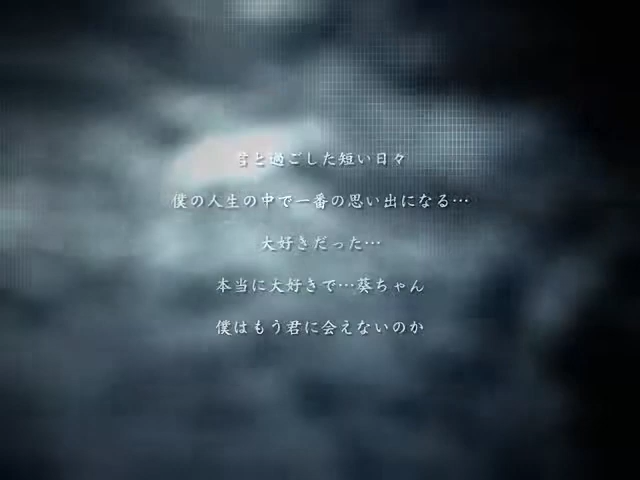 君と過ごした短い日々
僕の人生の中で一番の思い出になる…
大好きだった…
本当に大好きで…葵ちゃん
僕はもう君に会えないのか